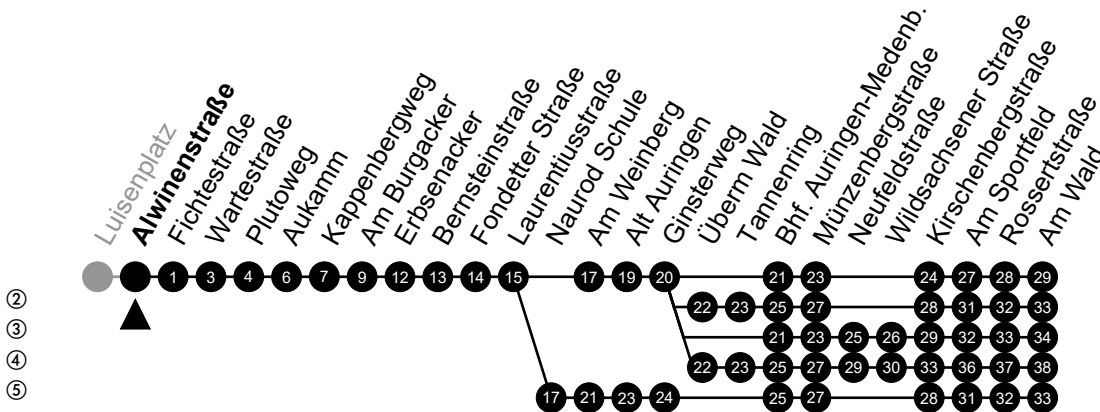 Luisenplatz
Alwinenstraße
Fichtestraße
Wartestraße
Plutoweg
Aukamm
Kappenbergweg
Am Burgacker
Erbsenacker
Bernsteinstraße
Fondetter Straße
Laurentiusstraße
Naurod Schule
Am Weinberg
Alt Auringen
Ginsterweg
Überm Wald
Tannenring
Bhf. Auringen-Medenb.
Münzenbergstraße
Neufeldstraße
Wildsachsener Straße
Kirschenbergstraße
Am Sportfeld
Rossertstraße
Am Wald
1 3 4 6 7 9 12 13 14 15 17 19 20 21 23 24 27 28 29
② 22 23 25 27 28 31 32 33
③ 21 23 25 26 29 32 33 34
④ 22 23 25 27 29 30 33 36 37 38
⑤ 17 21 23 24 25 27 28 31 32 33